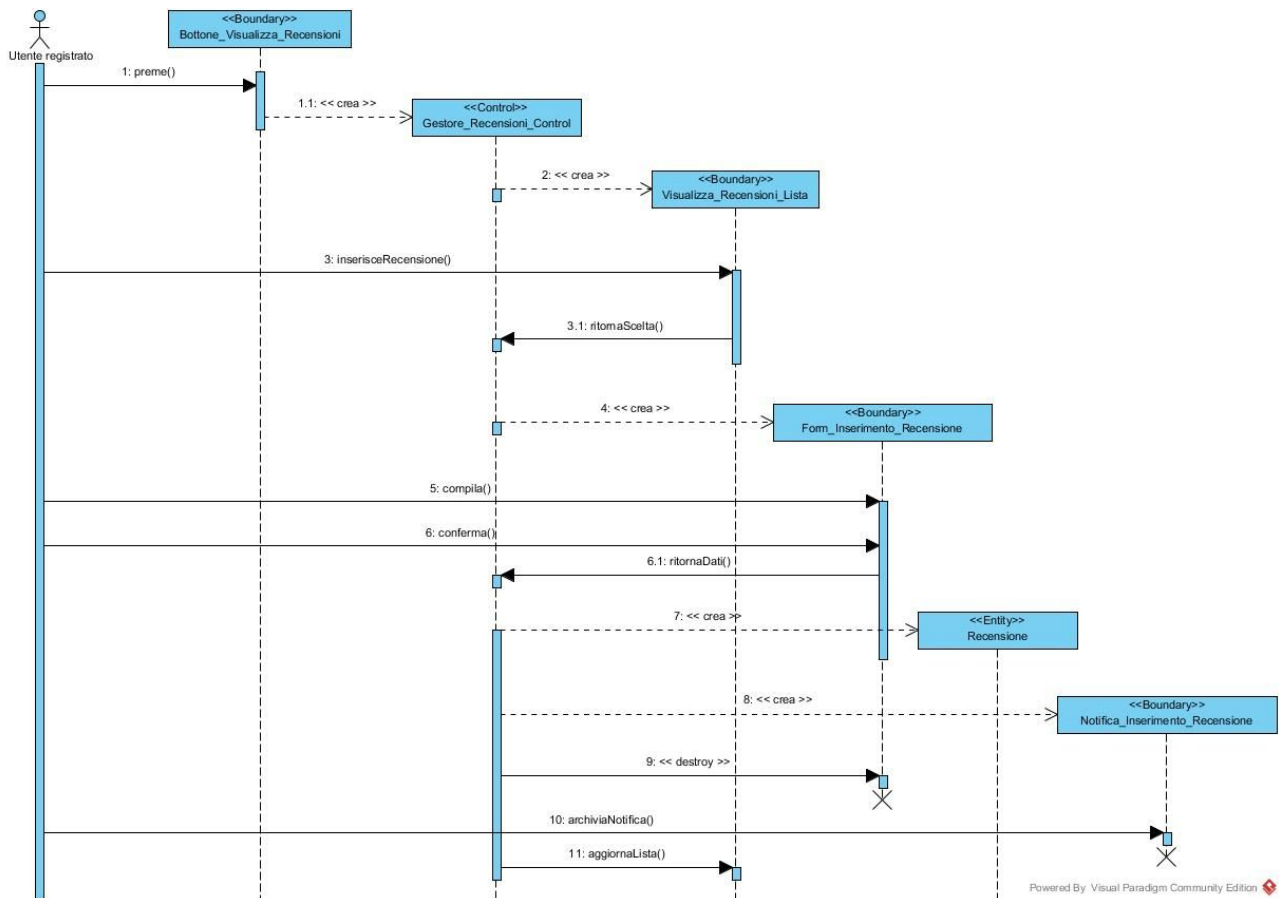 <<Boundary>>
Bottone_Visualizza_Recensioni
Utente registrato
1: preme()
1.1: << crea >>
<<Control>>
Gestore_Recensioni_Control
2: << crea >>
<<Boundary>>
Visualizza_Recensioni_Lista
3: inserisceRecensione()
3.1: ritornaScelta()
4: << crea >>
<<Boundary>>
Form_Inserimento_Recensione
5: compila()
6: conferma()
6.1: ritornaDati()
7: << crea >>
<<Entity>>
Recensione
8: << crea >>
<<Boundary>>
Notifica_Inserimento_Recensione
9: << destroy >>
10: archiviaNotifica()
11: aggiornaLista()
Powered By Visual Paradigm Community Edition